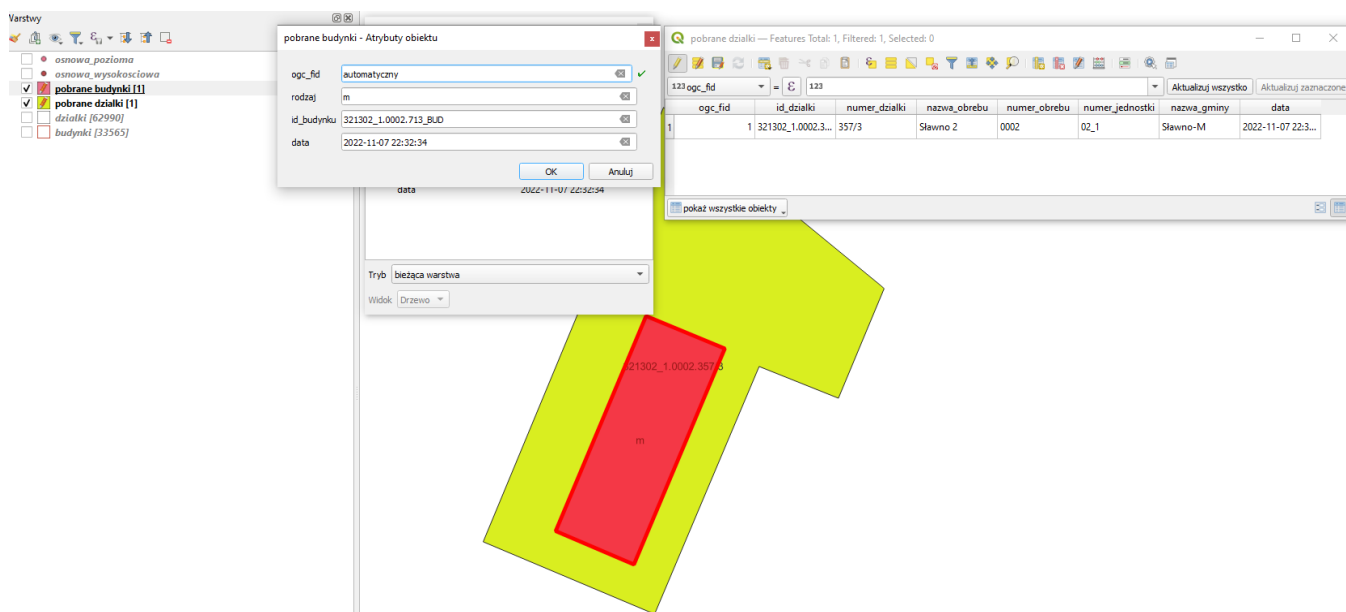 Warstwy
osnowa_pozioma
osnowa_wysokosciowa
pobrane budynki [1]
pobrane dzialki [1]
dzialki [62990]
budynki [33565]
pobrane budynki - Atrybuty obiektu
ogc_fid automatyczny
rodzaj m
id_budynku 321302_1.0002.713_BUD
data 2022-11-07 22:32:34
OK Anuluj
data 2022-11-07 22:32:34
Tryb bieżąca warstwa
Widok Drzewo
pobrane dzialki — Features Total: 1, Filtered: 1, Selected: 0
123 ogc_fid = ε 123 Aktualizuj wszystko Aktualizuj zaznaczone
ogc_fid id_dzialki numer_dzialki nazwa_obrebu numer_obrebu numer_jednostki nazwa_gminy data
1 1 321302_1.0002.3... 357/3 Sławno 2 0002 02_1 Sławno-M 2022-11-07 22:3...
pokaż wszystkie obiekty
321302_1.0002.357/3
m